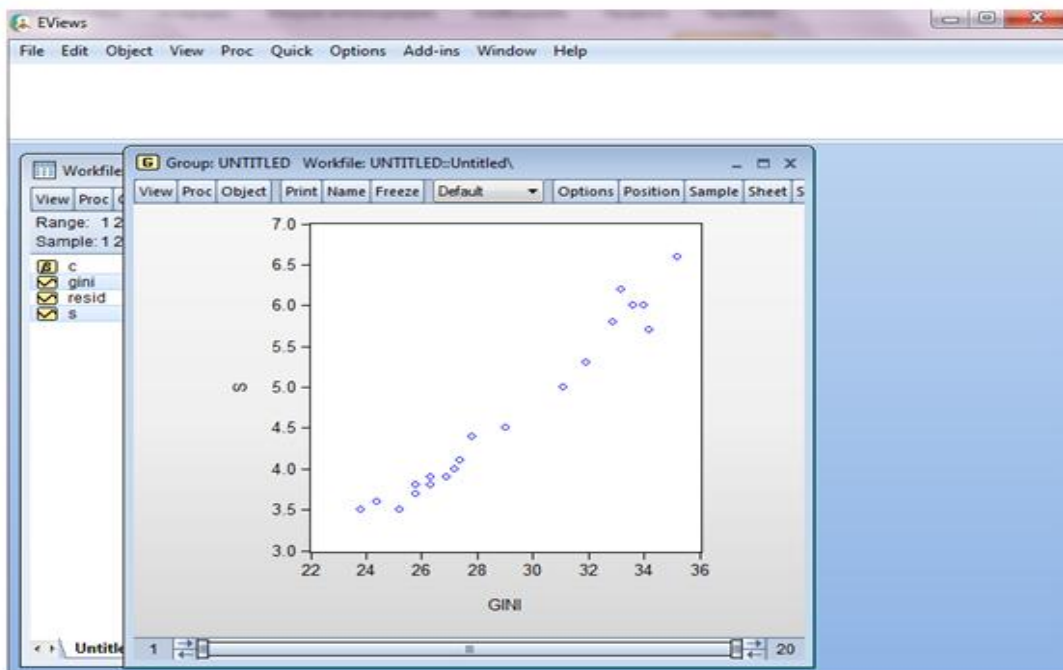 EViews
File Edit Object View Proc Quick Options Add-ins Window Help
Workfile
Group: UNTITLED Workfile: UNTITLED::Untitled\
View Proc
View Proc Object Print Name Freeze Default Options Position Sample Sheet S
Range: 1 2
Sample: 1 2
c
gini
resid
s
7.0
6.5
6.0
5.5
5.0
4.5
4.0
3.5
3.0
S
22 24 26 28 30 32 34 36
GINI
Untitle
1 20